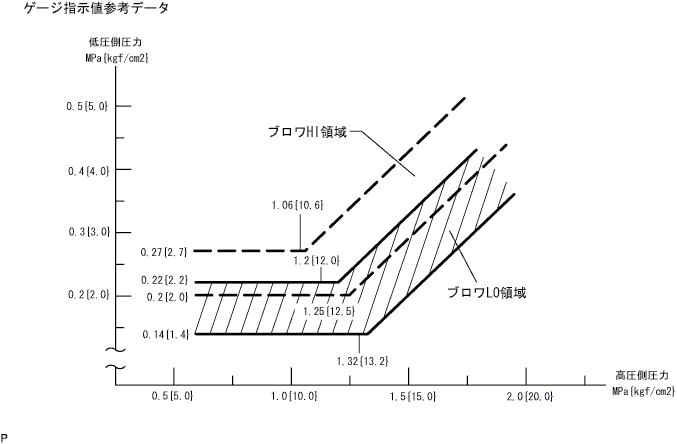 ゲージ指示値参考データ
低圧側圧力
MPa{kgf/cm2}
0.5{5.0}
ブロワHI領域
0.4{4.0}
1.06{10.6}
0.3{3.0}
0.27{2.7}
1.2{12.0}
0.22{2.2}
0.2{2.0}
0.2{2.0}
ブロワLO領域
1.25{12.5}
0.14{1.4}
1.32{13.2}
高圧側圧力
MPa{kgf/cm2}
0.5{5.0}
1.0{10.0}
1.5{15.0}
2.0{20.0}
P